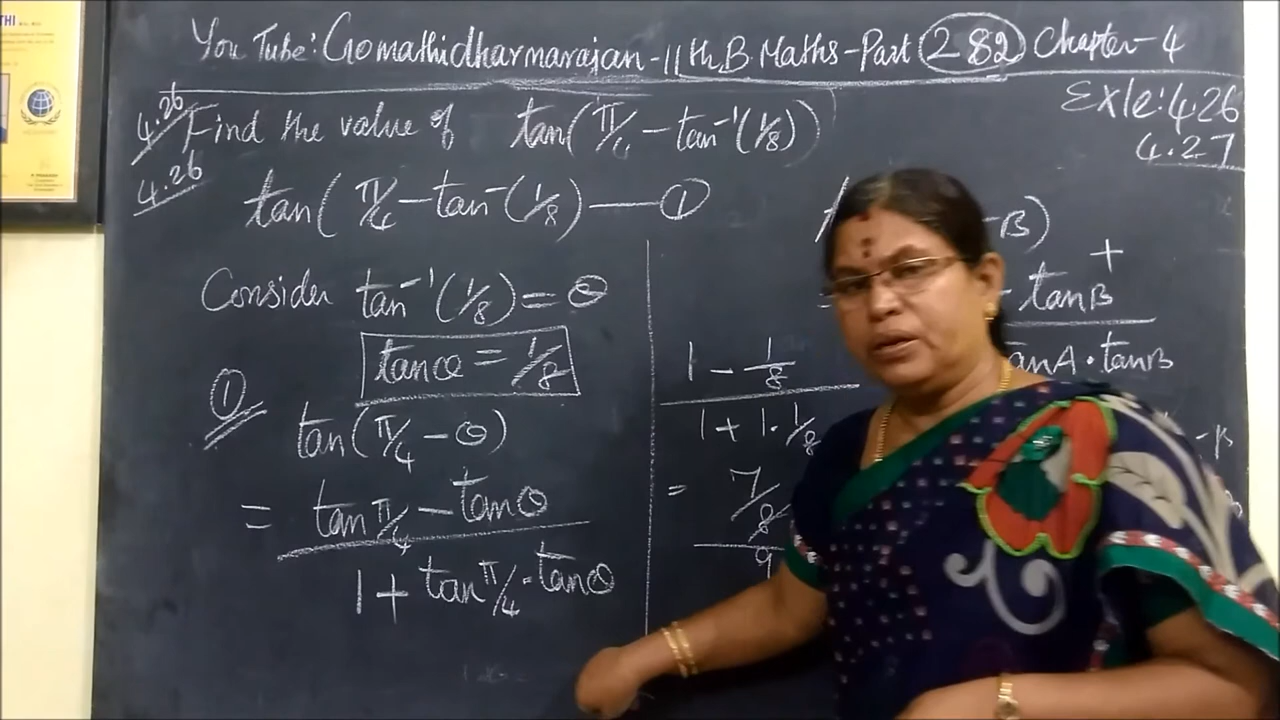 You Tube: Gomathidharmarajan-11th B. Maths-Part 282 Chapter-4
Exle: 4.26
4.27
4.26 Find the value of tan(π/4 - tan⁻¹(1/8))
4.26
tan(π/4 - tan⁻(1/8) — ①
Consider tan⁻¹(1/8) = θ
tanθ = 1/8
①
tan(π/4 - θ)
= tan π/4 - tanθ
1 + tan π/4 · tanθ
1 - 1/8
1 + 1 · 1/8
= 7/8
9
- B)
+
- tanB
anA · tanB
THI